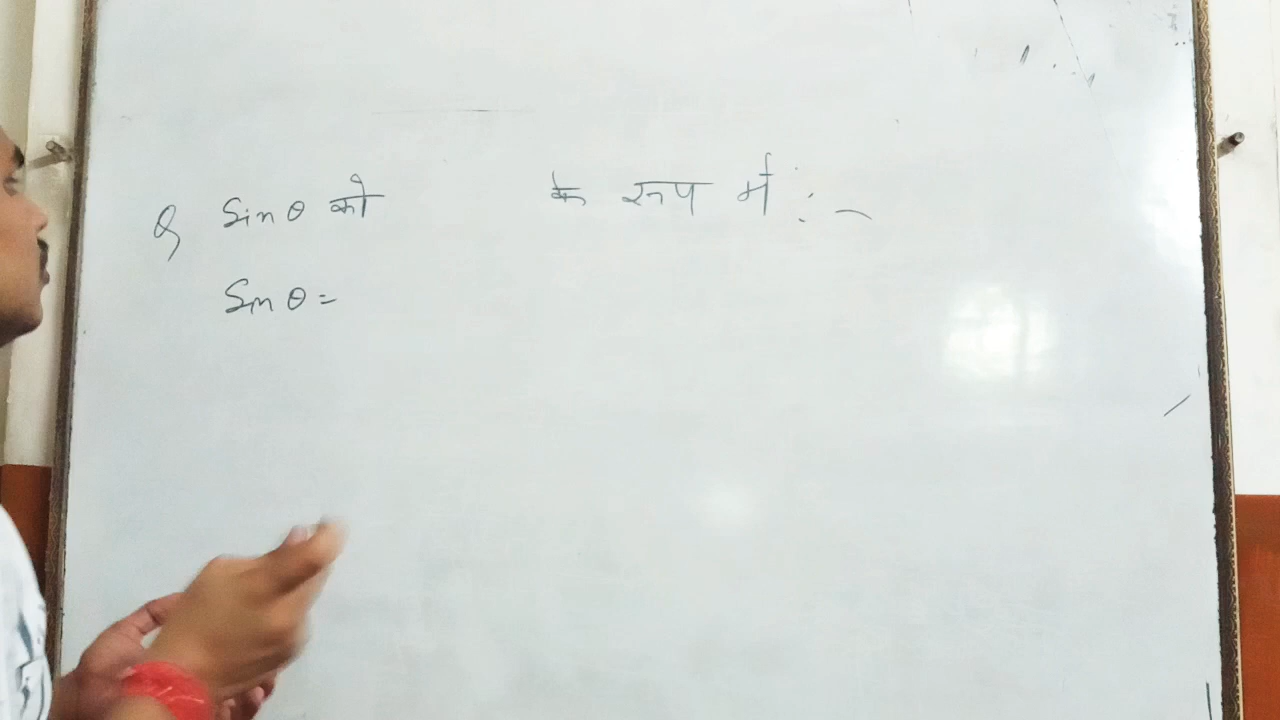 Q Sinθ को के रूप में :-
Sinθ =